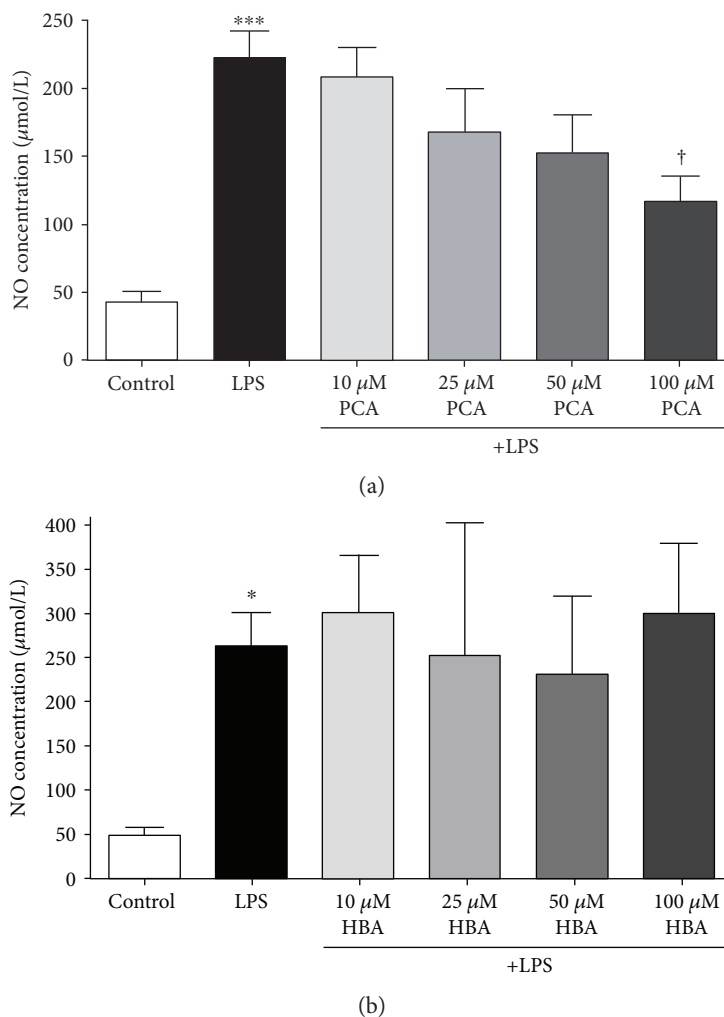 ***
†
NO concentration (μmol/L)
250
200
150
100
50
0
Control LPS 10 μM 25 μM 50 μM 100 μM
PCA PCA PCA PCA
+LPS
(a)
*
NO concentration (μmol/L)
400
350
300
250
200
150
100
50
0
Control LPS 10 μM 25 μM 50 μM 100 μM
HBA HBA HBA HBA
+LPS
(b)